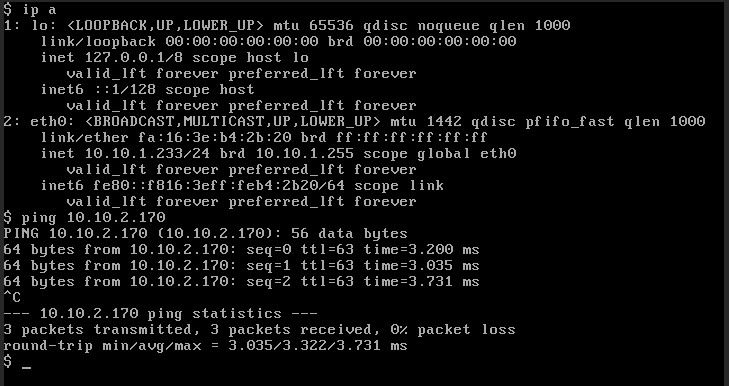 $ ip a
1: lo: <LOOPBACK,UP,LOWER_UP> mtu 65536 qdisc noqueue qlen 1000
    link/loopback 00:00:00:00:00:00 brd 00:00:00:00:00:00
    inet 127.0.0.1/8 scope host lo
       valid_lft forever preferred_lft forever
    inet6 ::1/128 scope host
       valid_lft forever preferred_lft forever
2: eth0: <BROADCAST,MULTICAST,UP,LOWER_UP> mtu 1442 qdisc pfifo_fast qlen 1000
    link/ether fa:16:3e:b4:2b:20 brd ff:ff:ff:ff:ff:ff
    inet 10.10.1.233/24 brd 10.10.1.255 scope global eth0
       valid_lft forever preferred_lft forever
    inet6 fe80::f816:3eff:feb4:2b20/64 scope link
       valid_lft forever preferred_lft forever
$ ping 10.10.2.170
PING 10.10.2.170 (10.10.2.170): 56 data bytes
64 bytes from 10.10.2.170: seq=0 ttl=63 time=3.200 ms
64 bytes from 10.10.2.170: seq=1 ttl=63 time=3.035 ms
64 bytes from 10.10.2.170: seq=2 ttl=63 time=3.731 ms
^C
--- 10.10.2.170 ping statistics ---
3 packets transmitted, 3 packets received, 0% packet loss
round-trip min/avg/max = 3.035/3.322/3.731 ms
$ _